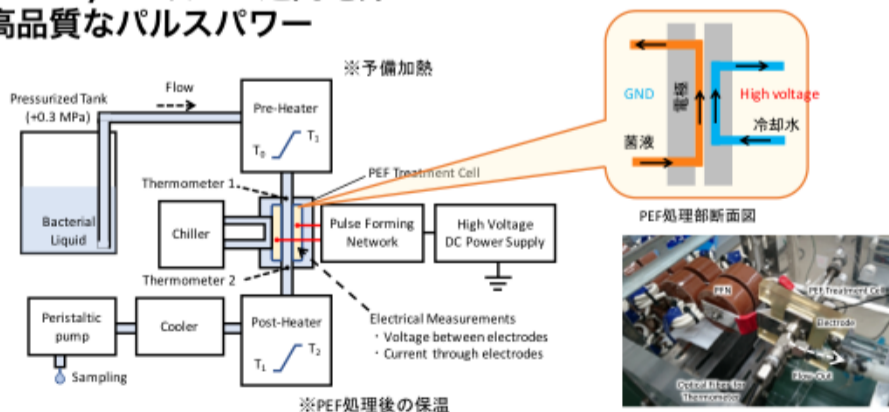 高品質なパルスパワー
※予備加熱
Flow
Pressurized Tank
(+0.3 MPa)
Pre-Heater
T₀
T₁
GND
電極
High voltage
冷却水
菌液
PEF Treatment Cell
Thermometer 1
Bacterial
Liquid
Chiller
Pulse Forming
Network
High Voltage
DC Power Supply
PEF処理部断面図
Thermometer 2
Peristaltic
pump
Cooler
Post-Heater
T₁
T₂
Sampling
Electrical Measurements
・Voltage between electrodes
・Current through electrodes
※PEF処理後の保温
PFN
PEF Treatment Cell
Electrode
Flow-Out
Optical Fiber for
Thermometer